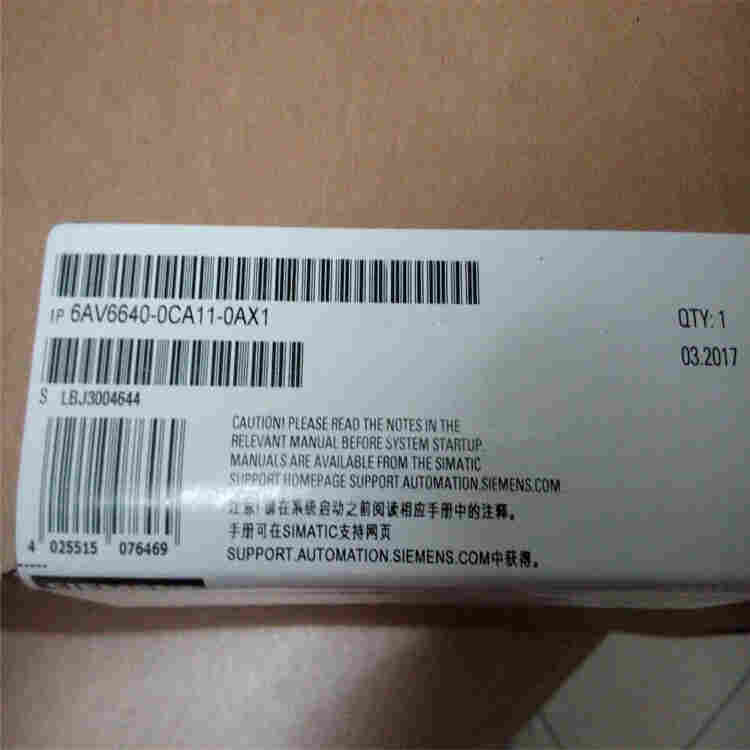 1P 6AV6640-0CA11-0AX1
QTY: 1
03.2017
S LBJ3004644
CAUTION! PLEASE READ THE NOTES IN THE
RELEVANT MANUAL BEFORE SYSTEM STARTUP.
MANUALS ARE AVAILABLE FROM THE SIMATIC
SUPPORT HOMEPAGE SUPPORT.AUTOMATION.SIEMENS.COM
注意!请在系统启动之前阅读相应手册中的注释。
手册可在SIMATIC支持网页
SUPPORT.AUTOMATION.SIEMENS.COM中获得。
4 025515 076469